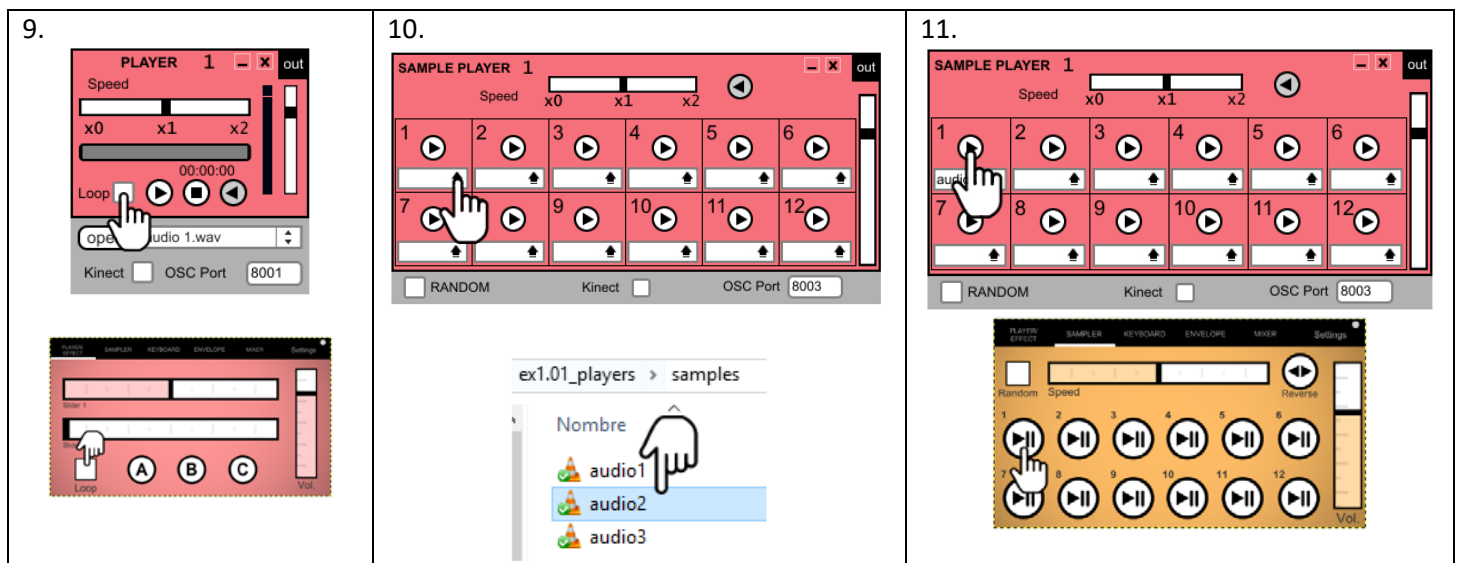 9.
PLAYER 1 out
Speed
x0 x1 x2
00:00:00
Loop
ope audio 1.wav
Kinect OSC Port 8001
PLAYER/
EFFECT SAMPLER KEYBOARD ENVELOPE MIXER Settings
Slider 1
A B C
Loop Vol.
10.
SAMPLE PLAYER 1 out
Speed x0 x1 x2
1 2 3 4 5 6
7 9 10 11 12
RANDOM Kinect OSC Port 8003
ex1.01_players > samples
Nombre
audio1
audio2
audio3
11.
SAMPLE PLAYER 1 out
Speed x0 x1 x2
1 2 3 4 5 6
audio
7 8 9 10 11 12
RANDOM Kinect OSC Port 8003
PLAYER/
EFFECT SAMPLER KEYBOARD ENVELOPE MIXER Settings
Random Speed Reverse
1 2 3 4 5 6
7 8 9 10 11 12
Vol.